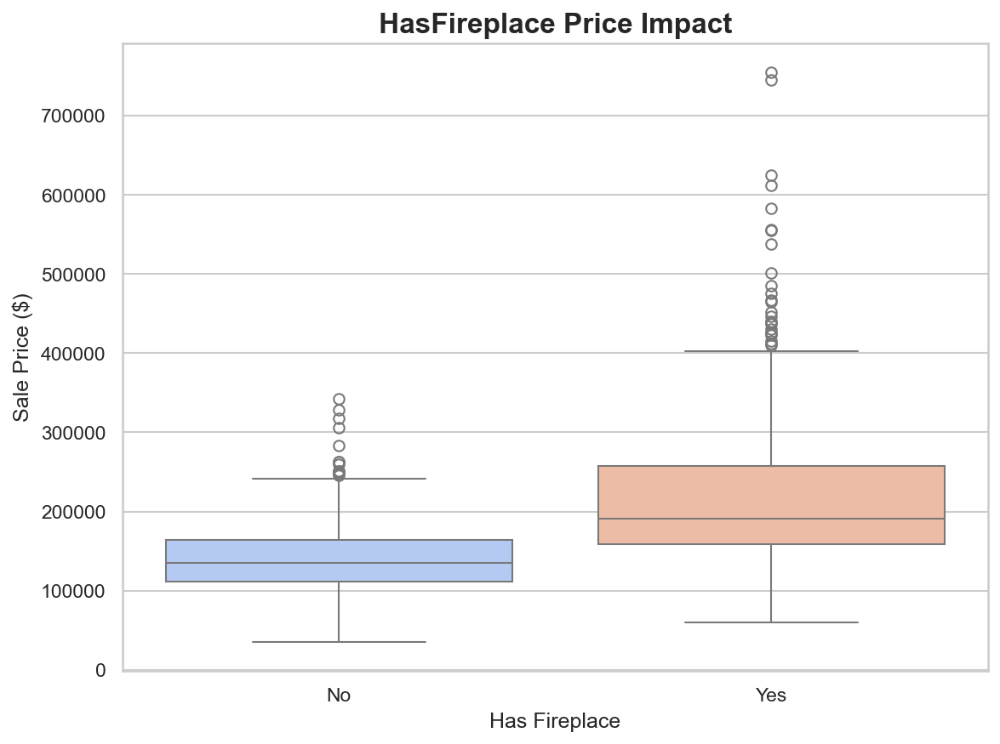 HasFireplace Price Impact
700000
600000
500000
400000
300000
200000
100000
0
Sale Price ($)
No
Yes
Has Fireplace